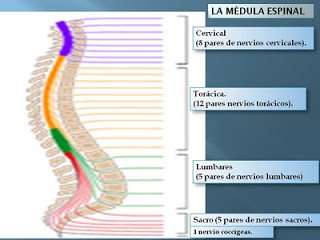 LA MÉDULA ESPINAL
Cervical
(8 pares de nervios cervicales).
Torácica.
(12 pares nervios torácicos).
Lumbares
(5 pares de nervios lumbares)
Sacro (5 pares de nervios sacros).
1 nervio coccígeas.